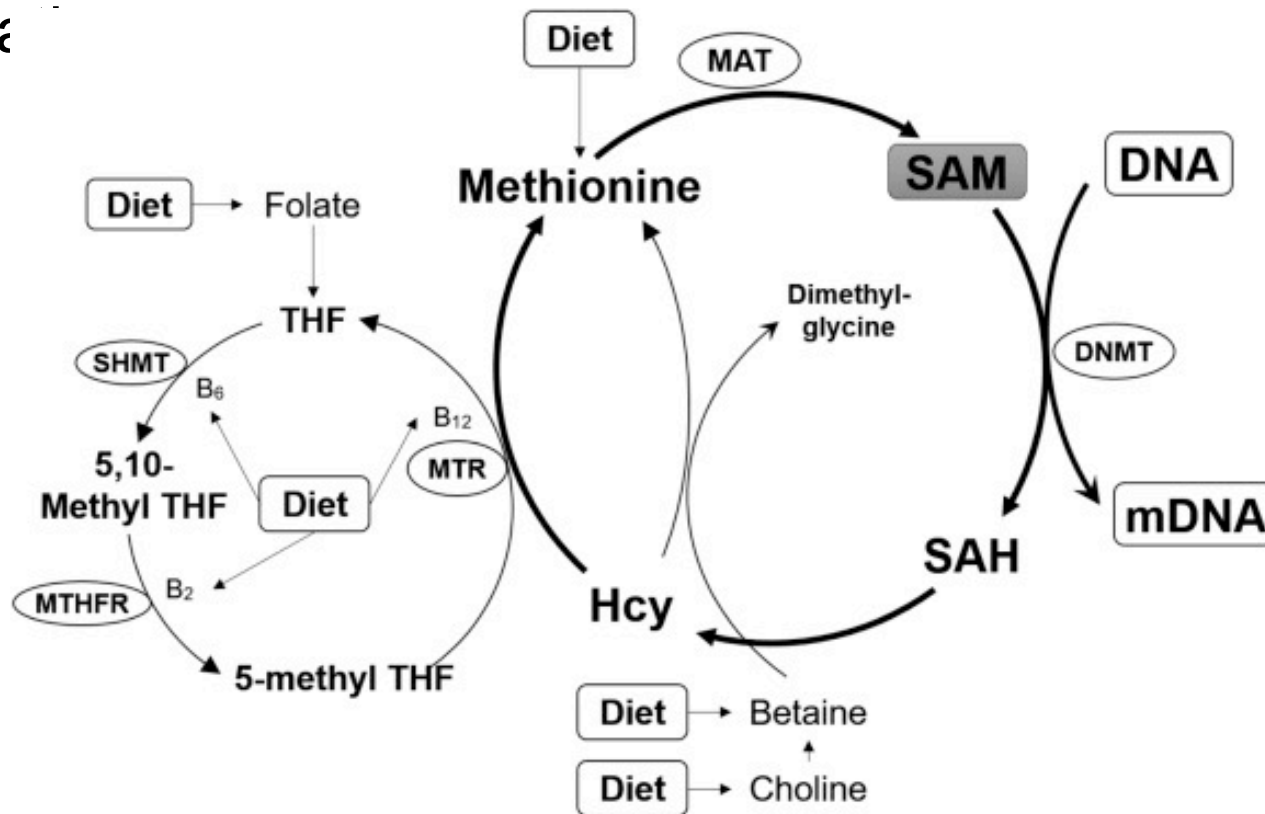 Diet
MAT
Methionine
SAM
DNA
Diet
Folate
THF
Dimethyl-
glycine
SHMT
B₆
B₁₂
DNMT
MTR
5,10-
Methyl THF
Diet
mDNA
SAH
MTHFR
B₂
Hcy
5-methyl THF
Diet
Betaine
Diet
Choline